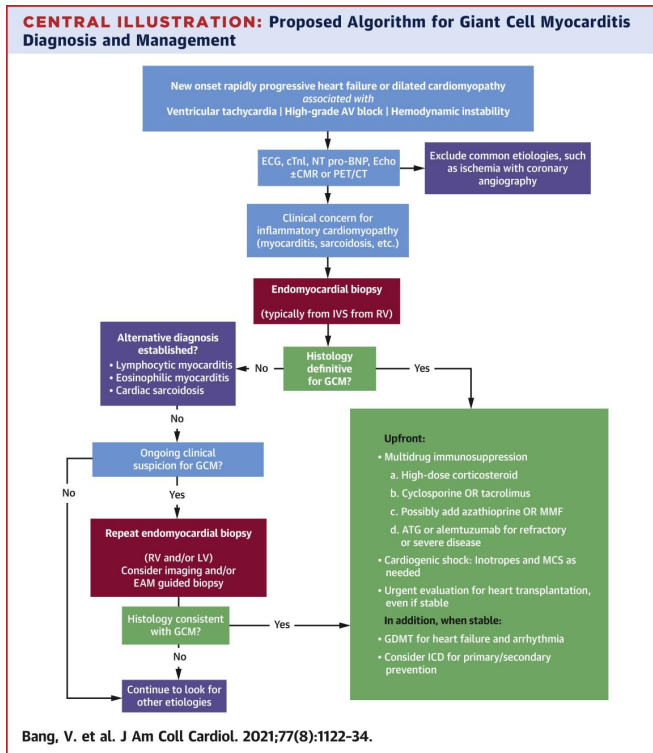 CENTRAL ILLUSTRATION: Proposed Algorithm for Giant Cell Myocarditis
Diagnosis and Management
New onset rapidly progressive heart failure or dilated cardiomyopathy
associated with
Ventricular tachycardia | High-grade AV block | Hemodynamic instability
ECG, cTnI, NT pro-BNP, Echo
±CMR or PET/CT
Exclude common etiologies, such
as ischemia with coronary
angiography
Clinical concern for
inflammatory cardiomyopathy
(myocarditis, sarcoidosis, etc.)
Endomyocardial biopsy
(typically from IVS from RV)
Histology
definitive
for GCM?
No
Yes
Alternative diagnosis
established?
• Lymphocytic myocarditis
• Eosinophilic myocarditis
• Cardiac sarcoidosis
No
Ongoing clinical
suspicion for GCM?
No
Yes
Repeat endomyocardial biopsy
(RV and/or LV)
Consider imaging and/or
EAM guided biopsy
Histology consistent
with GCM?
Yes
No
Continue to look for
other etiologies
Upfront:
• Multidrug immunosuppression
a. High-dose corticosteroid
b. Cyclosporine OR tacrolimus
c. Possibly add azathioprine OR MMF
d. ATG or alemtuzumab for refractory
or severe disease
• Cardiogenic shock: Inotropes and MCS as
needed
• Urgent evaluation for heart transplantation,
even if stable
In addition, when stable:
• GDMT for heart failure and arrhythmia
• Consider ICD for primary/secondary
prevention
Bang, V. et al. J Am Coll Cardiol. 2021;77(8):1122-34.